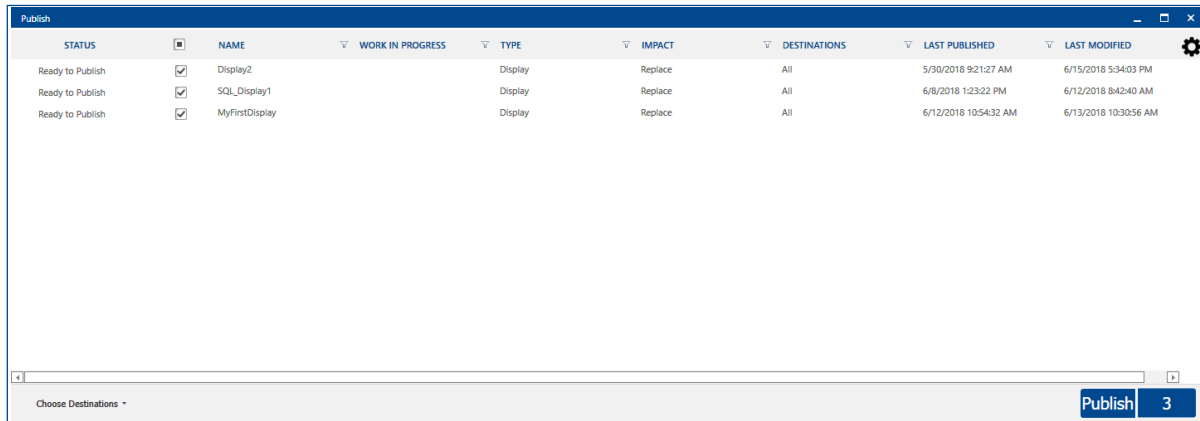 Publish
STATUS NAME WORK IN PROGRESS TYPE IMPACT DESTINATIONS LAST PUBLISHED LAST MODIFIED
Ready to Publish Display2 Display Replace All 5/30/2018 9:21:27 AM 6/15/2018 5:34:03 PM
Ready to Publish SQL_Display1 Display Replace All 6/8/2018 1:23:22 PM 6/12/2018 8:42:40 AM
Ready to Publish MyFirstDisplay Display Replace All 6/12/2018 10:54:32 AM 6/13/2018 10:30:56 AM
Choose Destinations Publish 3